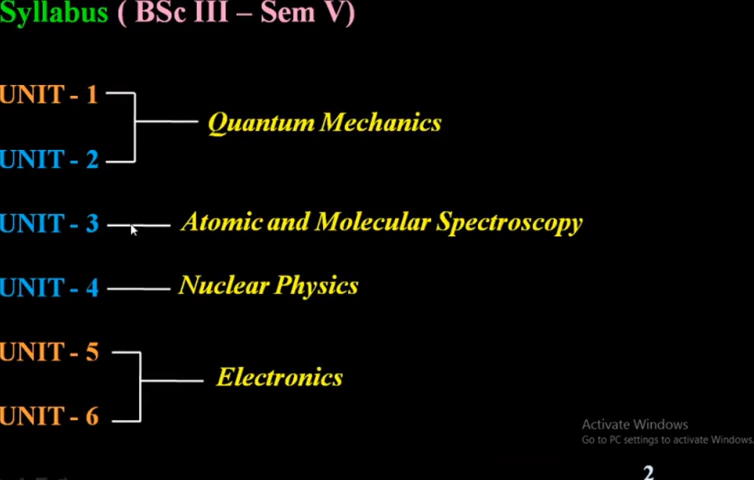 Syllabus ( BSc III – Sem V)
UNIT - 1
Quantum Mechanics
UNIT - 2
UNIT - 3 Atomic and Molecular Spectroscopy
UNIT - 4 Nuclear Physics
UNIT - 5
Electronics
UNIT - 6
Activate Windows
Go to PC settings to activate Windows.
2